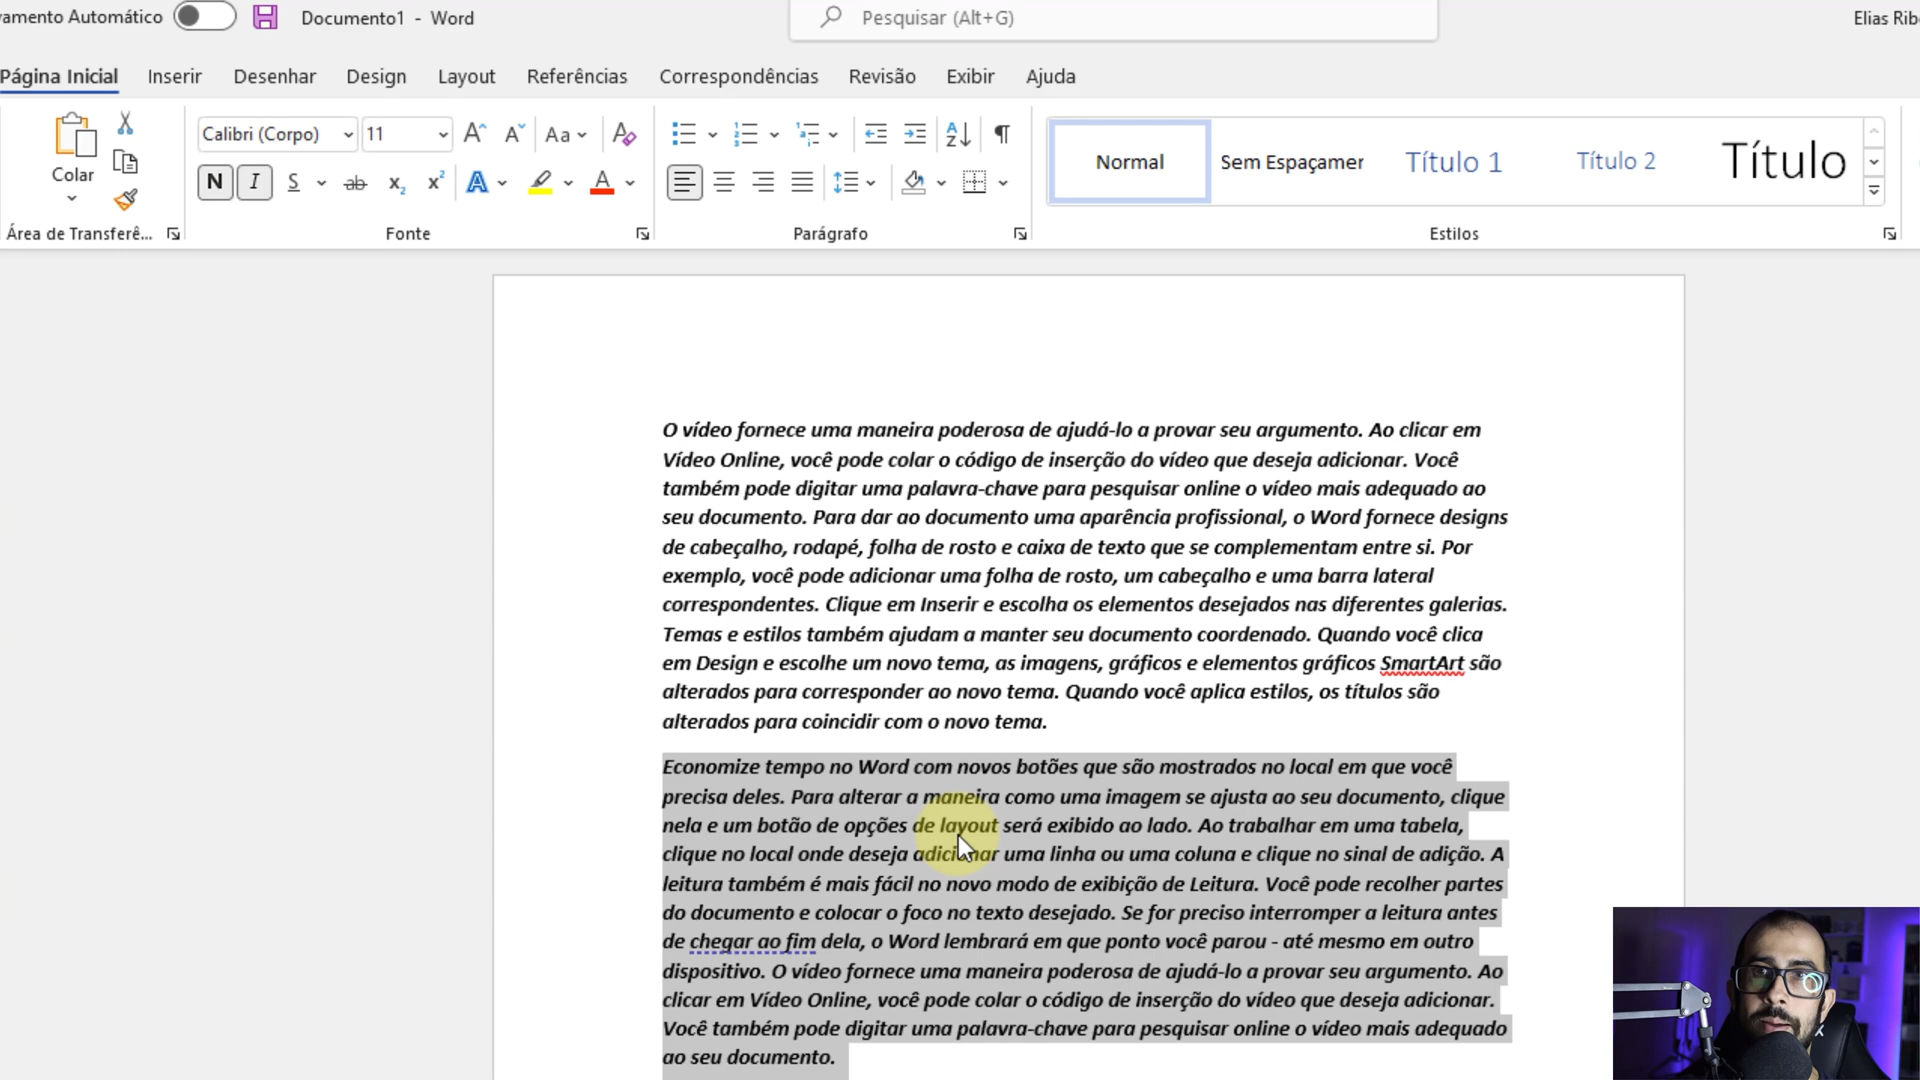 vamento Automático
Documento1 - Word
Pesquisar (Alt+G)
Elias Rib
Página Inicial
Inserir
Desenhar
Design
Layout
Referências
Correspondências
Revisão
Exibir
Ajuda
Colar
Área de Transferê...
Calibri (Corpo)
11
Aa
N
I
S
ab
x₂
x²
A
A
Fonte
Parágrafo
Normal
Sem Espaçamer
Título 1
Título 2
Título
Estilos
O vídeo fornece uma maneira poderosa de ajudá-lo a provar seu argumento. Ao clicar em
Vídeo Online, você pode colar o código de inserção do vídeo que deseja adicionar. Você
também pode digitar uma palavra-chave para pesquisar online o vídeo mais adequado ao
seu documento. Para dar ao documento uma aparência profissional, o Word fornece designs
de cabeçalho, rodapé, folha de rosto e caixa de texto que se complementam entre si. Por
exemplo, você pode adicionar uma folha de rosto, um cabeçalho e uma barra lateral
correspondentes. Clique em Inserir e escolha os elementos desejados nas diferentes galerias.
Temas e estilos também ajudam a manter seu documento coordenado. Quando você clica
em Design e escolhe um novo tema, as imagens, gráficos e elementos gráficos SmartArt são
alterados para corresponder ao novo tema. Quando você aplica estilos, os títulos são
alterados para coincidir com o novo tema.
Economize tempo no Word com novos botões que são mostrados no local em que você
precisa deles. Para alterar a maneira como uma imagem se ajusta ao seu documento, clique
nela e um botão de opções de layout será exibido ao lado. Ao trabalhar em uma tabela,
clique no local onde deseja adicionar uma linha ou uma coluna e clique no sinal de adição. A
leitura também é mais fácil no novo modo de exibição de Leitura. Você pode recolher partes
do documento e colocar o foco no texto desejado. Se for preciso interromper a leitura antes
de chegar ao fim dela, o Word lembrará em que ponto você parou - até mesmo em outro
dispositivo. O vídeo fornece uma maneira poderosa de ajudá-lo a provar seu argumento. Ao
clicar em Vídeo Online, você pode colar o código de inserção do vídeo que deseja adicionar.
Você também pode digitar uma palavra-chave para pesquisar online o vídeo mais adequado
ao seu documento.